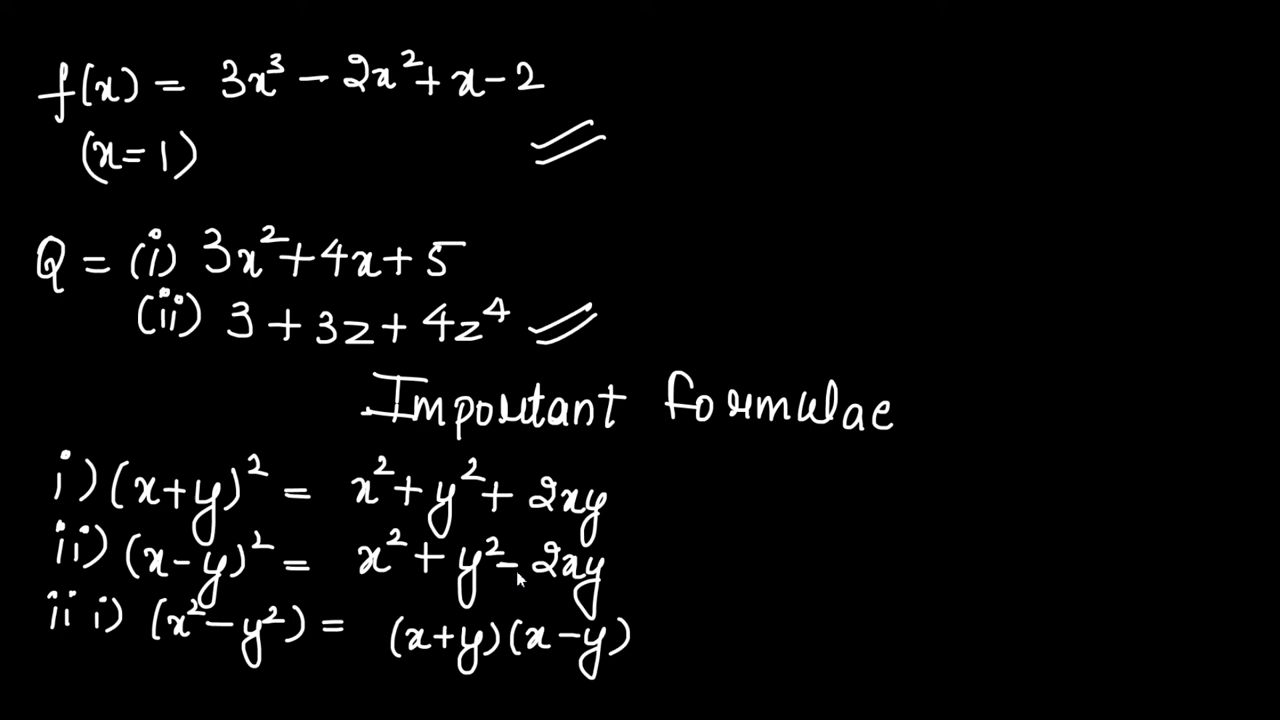 f(x) = 3x³ - 2x² + x - 2
(x = 1)
Q = (i) 3x² + 4x + 5
(ii) 3 + 3z + 4z⁴
Important formulae
i) (x+y)² = x² + y² + 2xy
ii) (x-y)² = x² + y² - 2xy
iii) (x² - y²) = (x+y)(x-y)